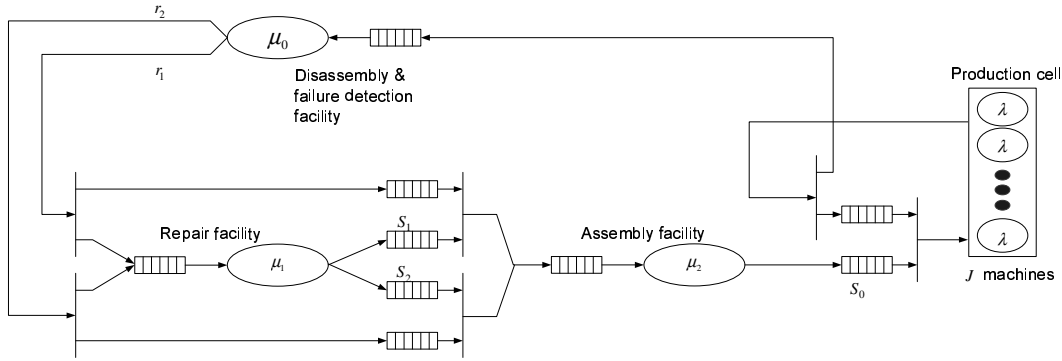 r₂
μ₀
r₁
Disassembly &
failure detection
facility
Production cell
λ
λ
λ
J machines
Repair facility
μ₁
S₁
S₂
Assembly facility
μ₂
S₀